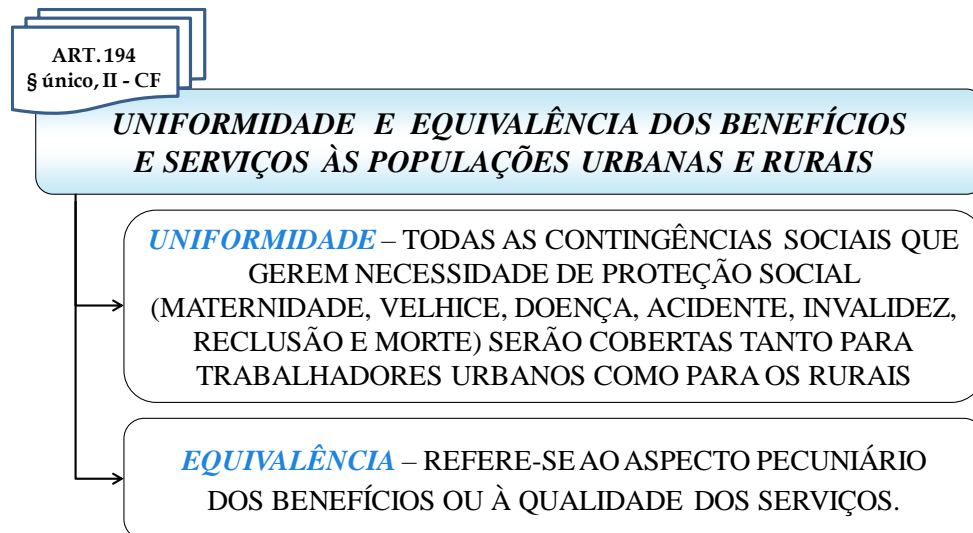 ART. 194
§ único, II - CF
UNIFORMIDADE E EQUIVALÊNCIA DOS BENEFÍCIOS
E SERVIÇOS ÀS POPULAÇÕES URBANAS E RURAIS
UNIFORMIDADE – TODAS AS CONTINGÊNCIAS SOCIAIS QUE
GEREM NECESSIDADE DE PROTEÇÃO SOCIAL
(MATERNIDADE, VELHICE, DOENÇA, ACIDENTE, INVALIDEZ,
RECLUSÃO E MORTE) SERÃO COBERTAS TANTO PARA
TRABALHADORES URBANOS COMO PARA OS RURAIS
EQUIVALÊNCIA – REFERE-SE AO ASPECTO PECUNIÁRIO
DOS BENEFÍCIOS OU À QUALIDADE DOS SERVIÇOS.